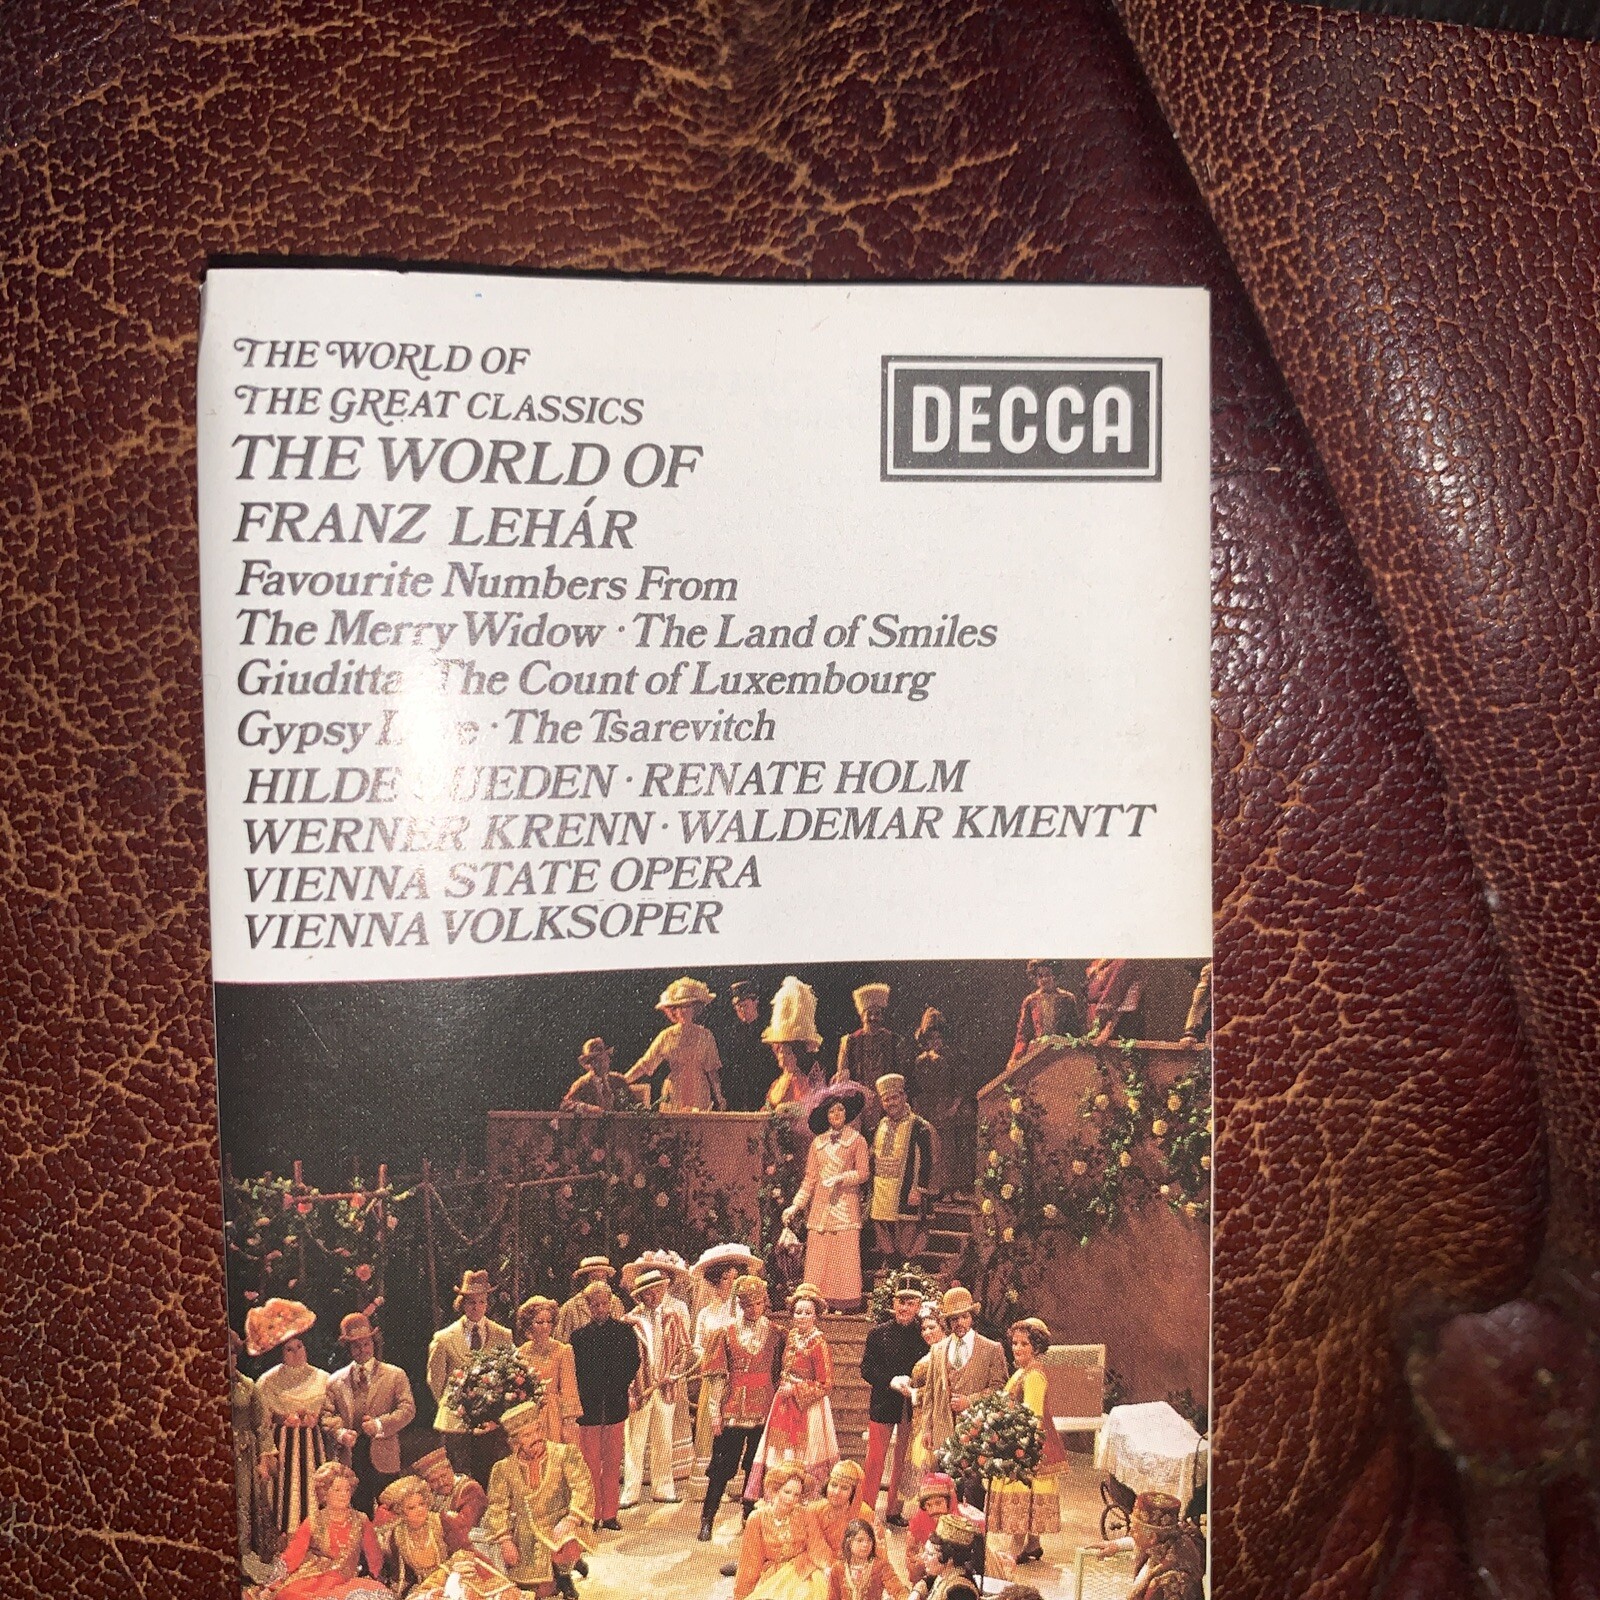 THE WORLD OF
THE GREAT CLASSICS
DECCA
THE WORLD OF
FRANZ LEHÁR
Favourite Numbers From
The Merry Widow · The Land of Smiles
Giuditta The Count of Luxembourg
Gypsy · The Tsarevitch
HILDE RENATE HOLM
WERNER KRENN · WALDEMAR KMENTT
VIENNA STATE OPERA
VIENNA VOLKSOPER